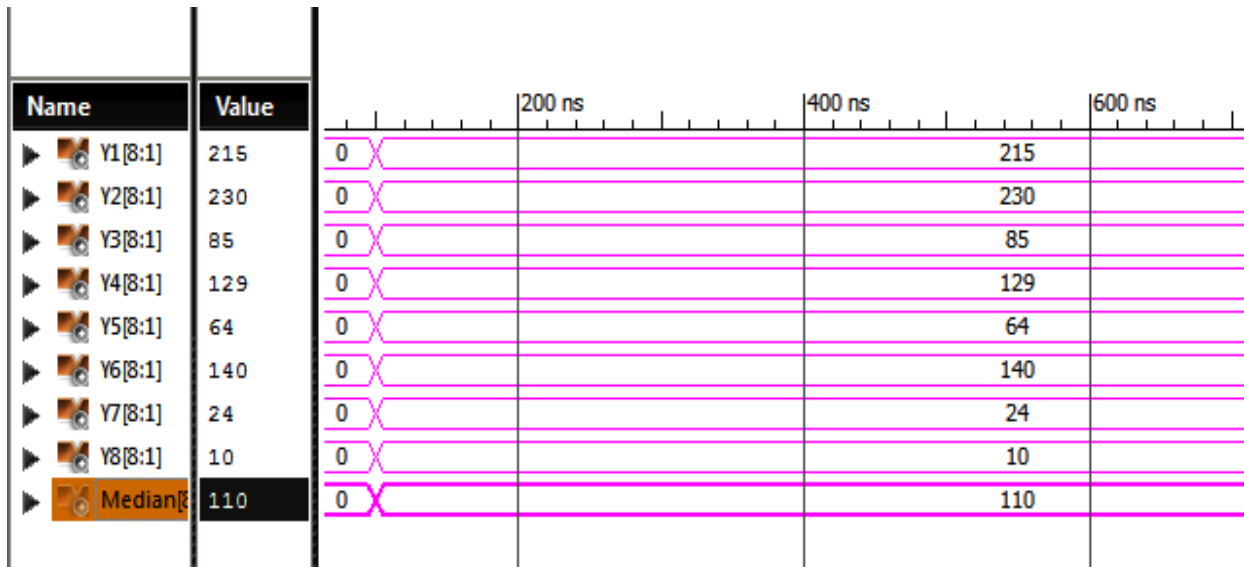 200 ns 400 ns 600 ns
Name Value
Y1[8:1] 215 0 215
Y2[8:1] 230 0 230
Y3[8:1] 85 0 85
Y4[8:1] 129 0 129
Y5[8:1] 64 0 64
Y6[8:1] 140 0 140
Y7[8:1] 24 0 24
Y8[8:1] 10 0 10
Median[8 110 0 110